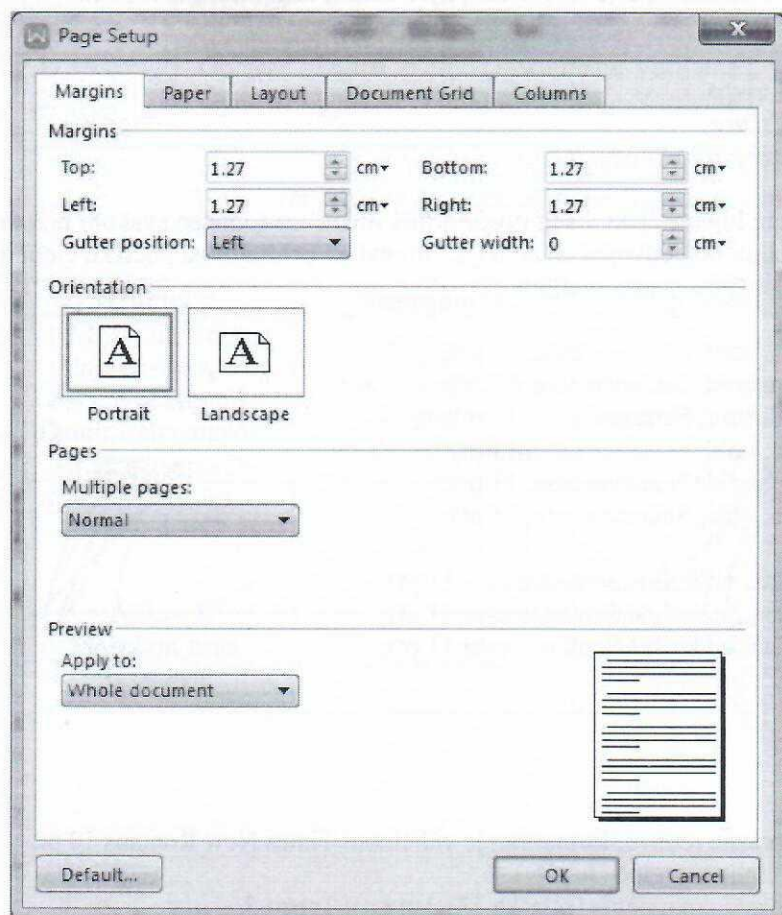 Page Setup
Margins Paper Layout Document Grid Columns
Margins
Top: 1.27 cm Bottom: 1.27 cm
Left: 1.27 cm Right: 1.27 cm
Gutter position: Left Gutter width: 0 cm
Orientation
A A
Portrait Landscape
Pages
Multiple pages:
Normal
Preview
Apply to:
Whole document
Default... OK Cancel